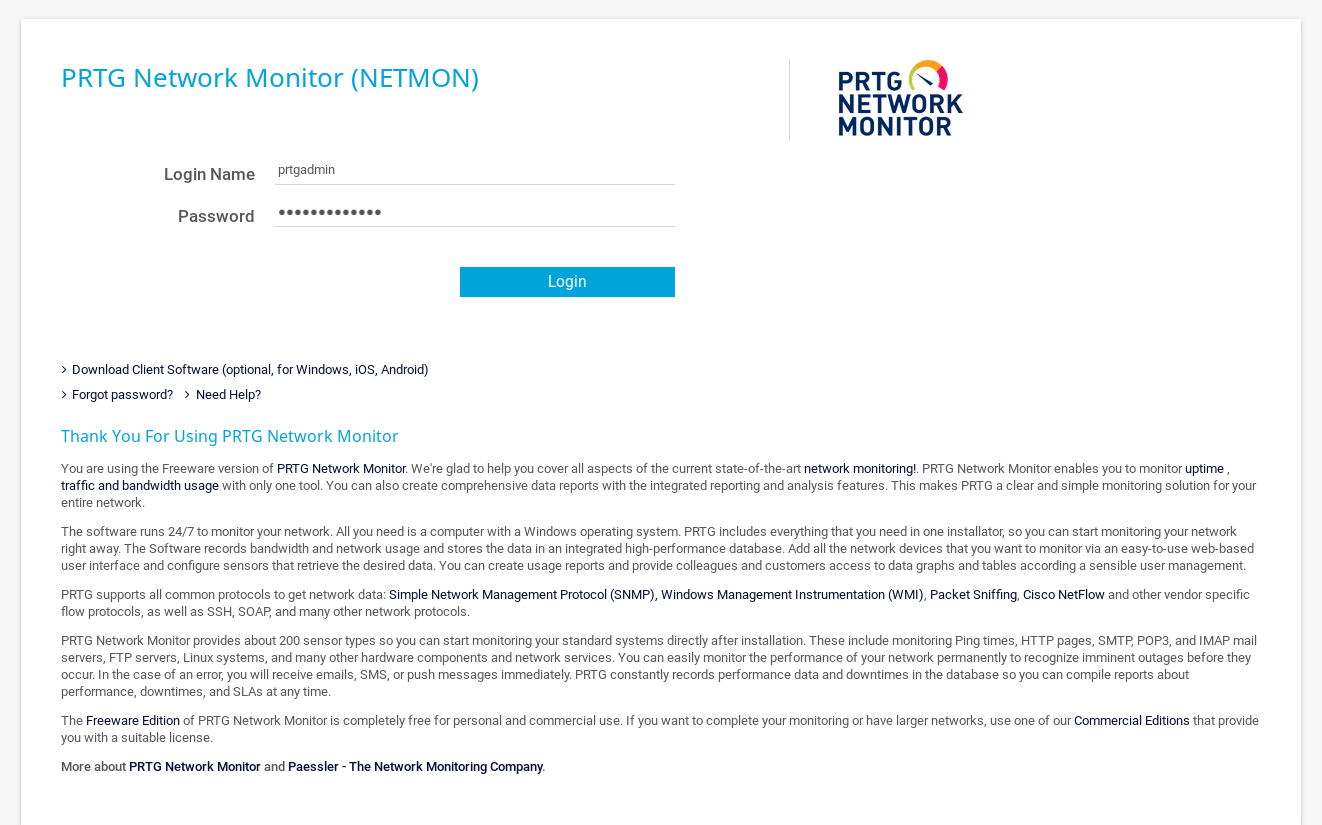 PRTG Network Monitor (NETMON)
PRTG
NETWORK
MONITOR
Login Name prtgadmin
Password •••••••••••••
Login
Download Client Software (optional, for Windows, iOS, Android)
Forgot password? Need Help?
Thank You For Using PRTG Network Monitor
You are using the Freeware version of PRTG Network Monitor. We're glad to help you cover all aspects of the current state-of-the-art network monitoring!. PRTG Network Monitor enables you to monitor uptime ,
traffic and bandwidth usage with only one tool. You can also create comprehensive data reports with the integrated reporting and analysis features. This makes PRTG a clear and simple monitoring solution for your
entire network.
The software runs 24/7 to monitor your network. All you need is a computer with a Windows operating system. PRTG includes everything that you need in one installator, so you can start monitoring your network
right away. The Software records bandwidth and network usage and stores the data in an integrated high-performance database. Add all the network devices that you want to monitor via an easy-to-use web-based
user interface and configure sensors that retrieve the desired data. You can create usage reports and provide colleagues and customers access to data graphs and tables according a sensible user management.
PRTG supports all common protocols to get network data: Simple Network Management Protocol (SNMP), Windows Management Instrumentation (WMI), Packet Sniffing, Cisco NetFlow and other vendor specific
flow protocols, as well as SSH, SOAP, and many other network protocols.
PRTG Network Monitor provides about 200 sensor types so you can start monitoring your standard systems directly after installation. These include monitoring Ping times, HTTP pages, SMTP, POP3, and IMAP mail
servers, FTP servers, Linux systems, and many other hardware components and network services. You can easily monitor the performance of your network permanently to recognize imminent outages before they
occur. In the case of an error, you will receive emails, SMS, or push messages immediately. PRTG constantly records performance data and downtimes in the database so you can compile reports about
performance, downtimes, and SLAs at any time.
The Freeware Edition of PRTG Network Monitor is completely free for personal and commercial use. If you want to complete your monitoring or have larger networks, use one of our Commercial Editions that provide
you with a suitable license.
More about PRTG Network Monitor and Paessler - The Network Monitoring Company.